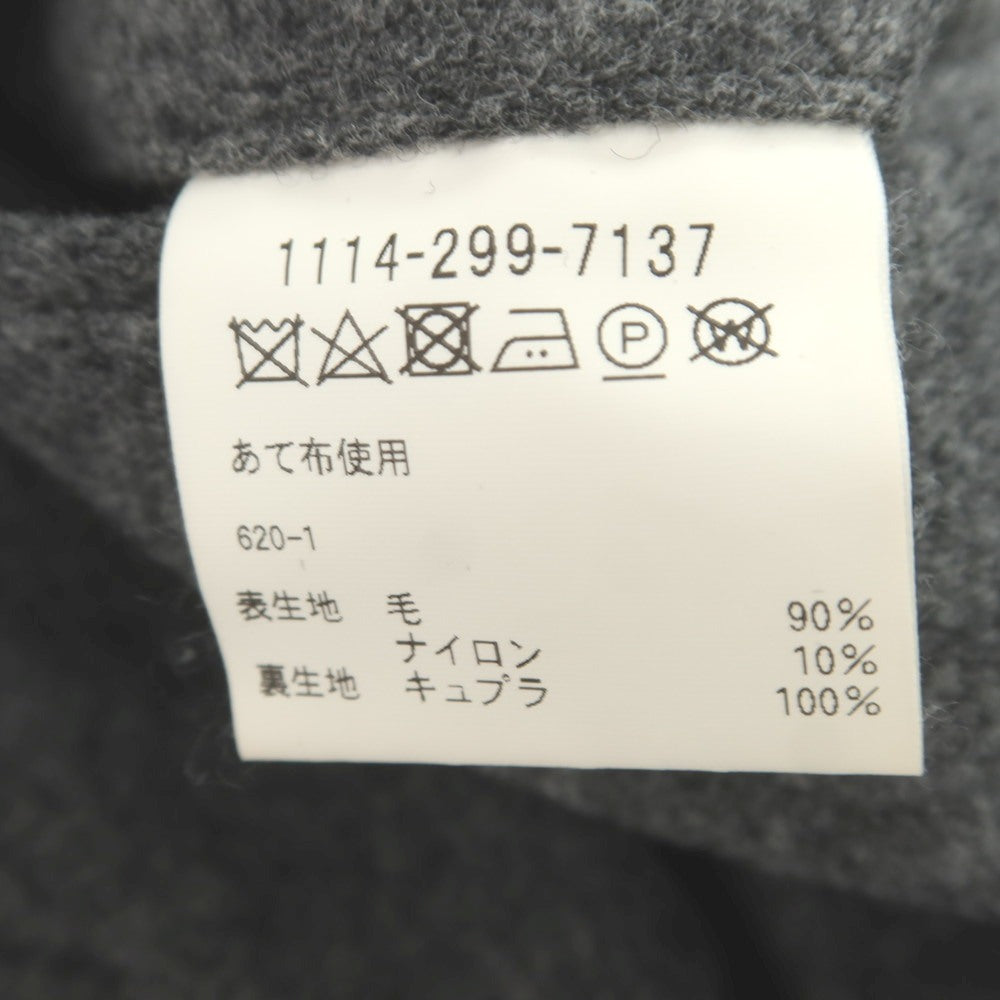 1114-299-7137
P W
あて布使用
620-1
表生地 毛 90%
ナイロン 10%
裏生地 キュプラ 100%